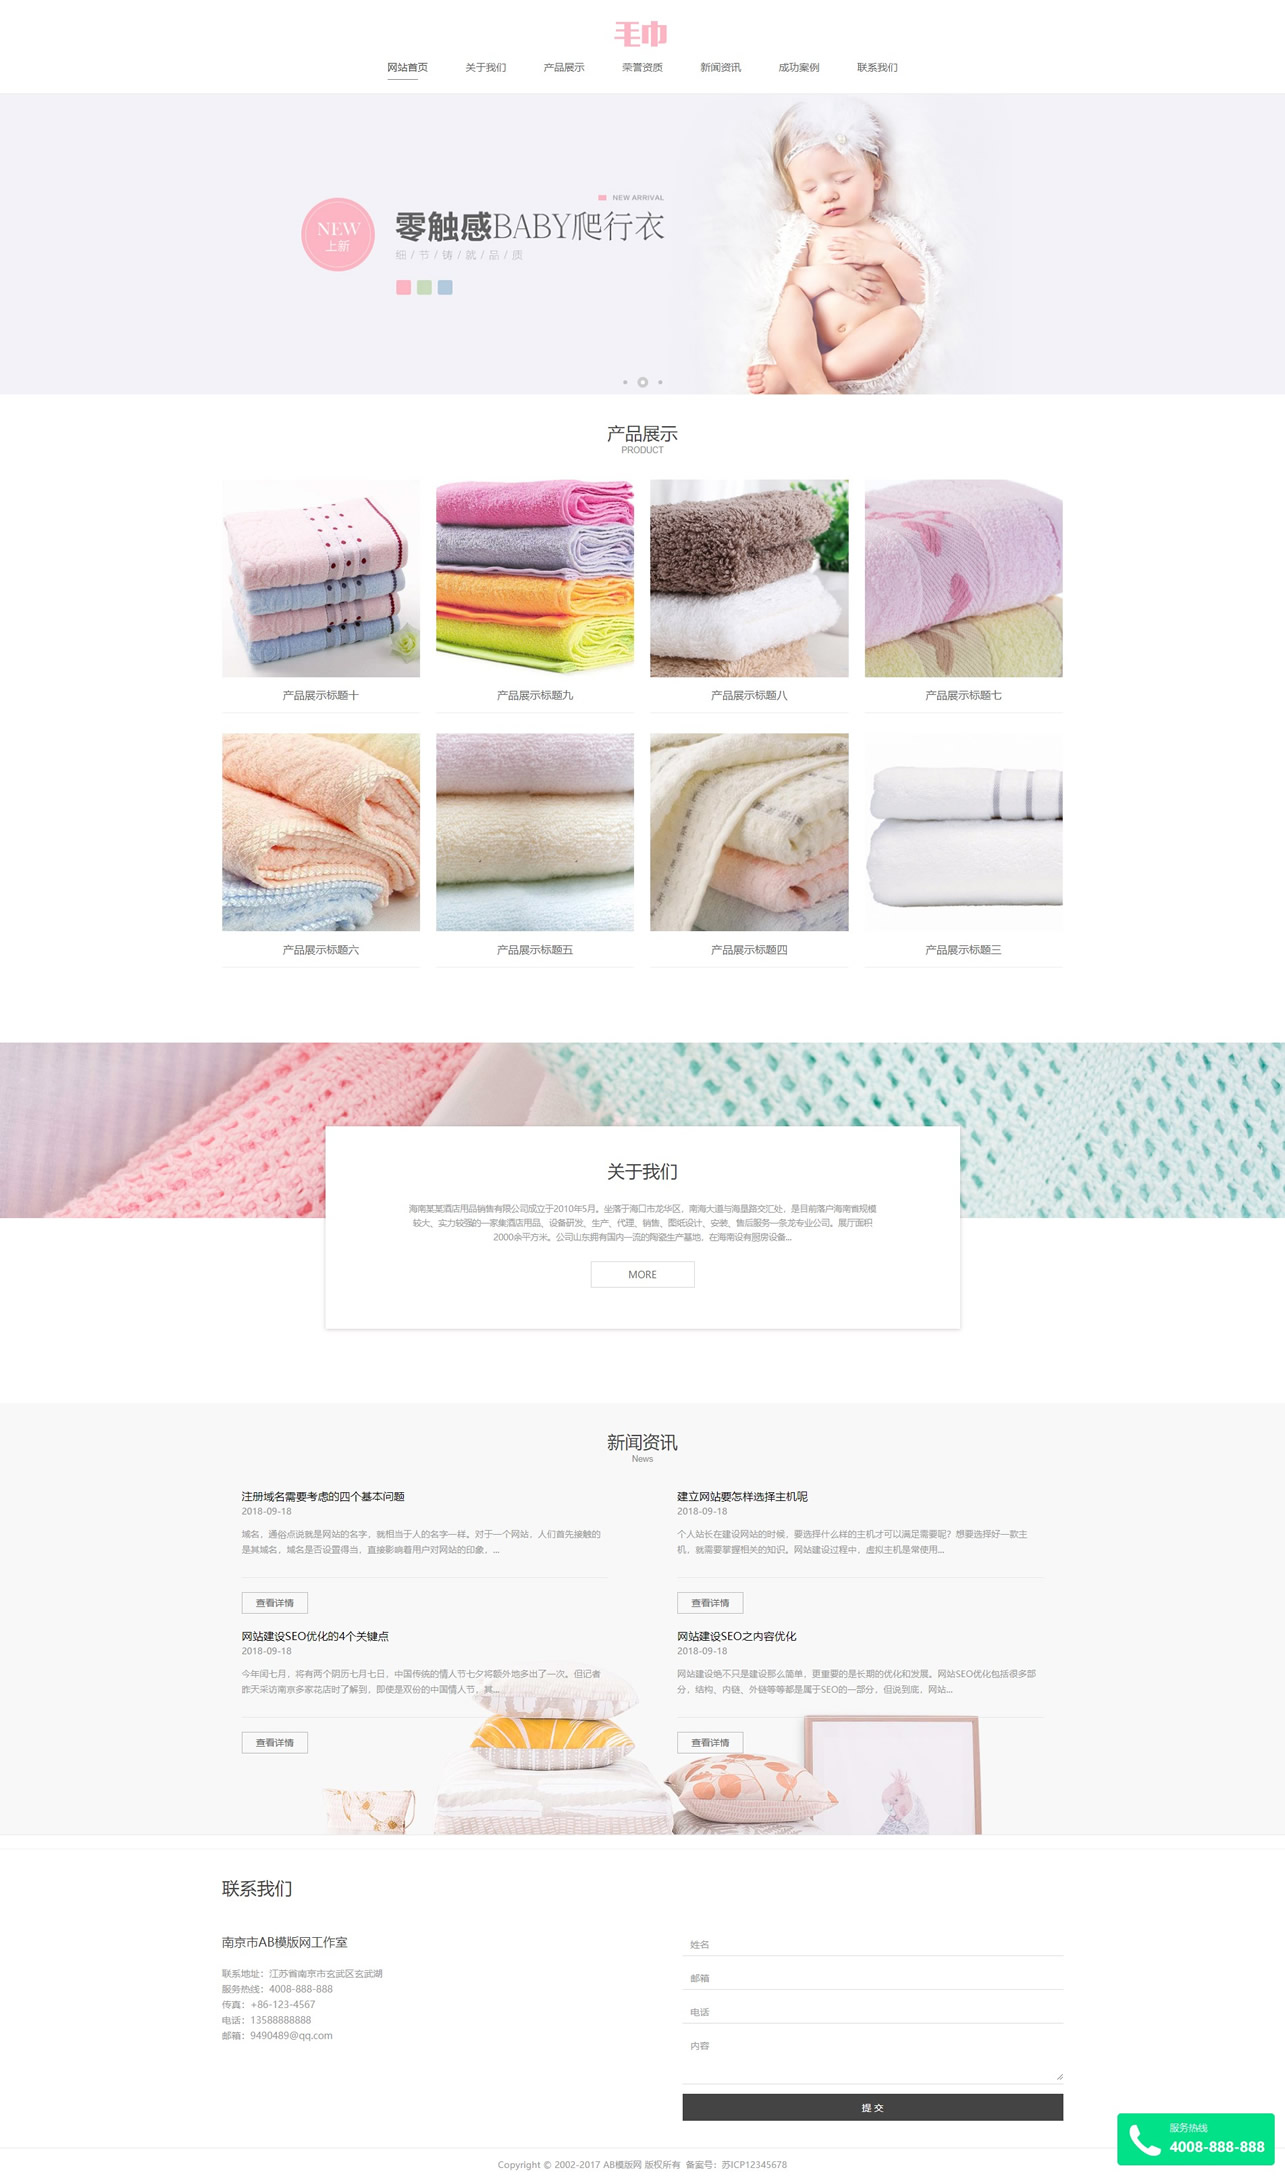 毛巾
网站首页 关于我们 产品展示 荣誉资质 新闻资讯 成功案例 联系我们
NEW ARRIVAL
NEW
上新
零触感BABY爬行衣
细 / 节 / 铸 / 就 / 品 / 质
产品展示
PRODUCT
产品展示标题十 产品展示标题九 产品展示标题八 产品展示标题七
产品展示标题六 产品展示标题五 产品展示标题四 产品展示标题三
关于我们
海南某某酒店用品销售有限公司成立于2010年5月。坐落于海口市龙华区，南海大道与海垦路交汇处，是目前落户海南省规模
较大、实力较强的一家集酒店用品、设备研发、生产、代理、销售、图纸设计、安装、售后服务一条龙专业公司。展厅面积
2000余平方米。公司山东拥有国内一流的陶瓷生产基地，在海南设有厨房设备...
MORE
新闻资讯
News
注册域名需要考虑的四个基本问题
2018-09-18
域名，通俗点说就是网站的名字，就相当于人的名字一样。对于一个网站，人们首先接触的
是其域名，域名是否设置得当，直接影响着用户对网站的印象，...
查看详情
建立网站要怎样选择主机呢
2018-09-18
个人站长在建设网站的时候，要选择什么样的主机才可以满足需要呢？想要选择好一款主
机，就需要掌握相关的知识。网站建设过程中，虚拟主机是常使用...
查看详情
网站建设SEO优化的4个关键点
2018-09-18
今年闰七月，将有两个阴历七月七日，中国传统的情人节七夕将额外地多出了一次。但记者
昨天采访南京多家花店时了解到，即使是双份的中国情人节，其...
查看详情
网站建设SEO之内容优化
2018-09-18
网站建设绝不只是建设那么简单，更重要的是长期的优化和发展。网站SEO优化包括很多部
分，结构、内链、外链等等都是属于SEO的一部分，但说到底，网站...
查看详情
联系我们
南京市AB模版网工作室
联系地址：江苏省南京市玄武区玄武湖
服务热线：4008-888-888
传真：+86-123-4567
电话：13588888888
邮箱：9490489@qq.com
姓名
邮箱
电话
内容
提 交
服务热线
4008-888-888
Copyright © 2002-2017 AB模版网 版权所有 备案号：苏ICP12345678